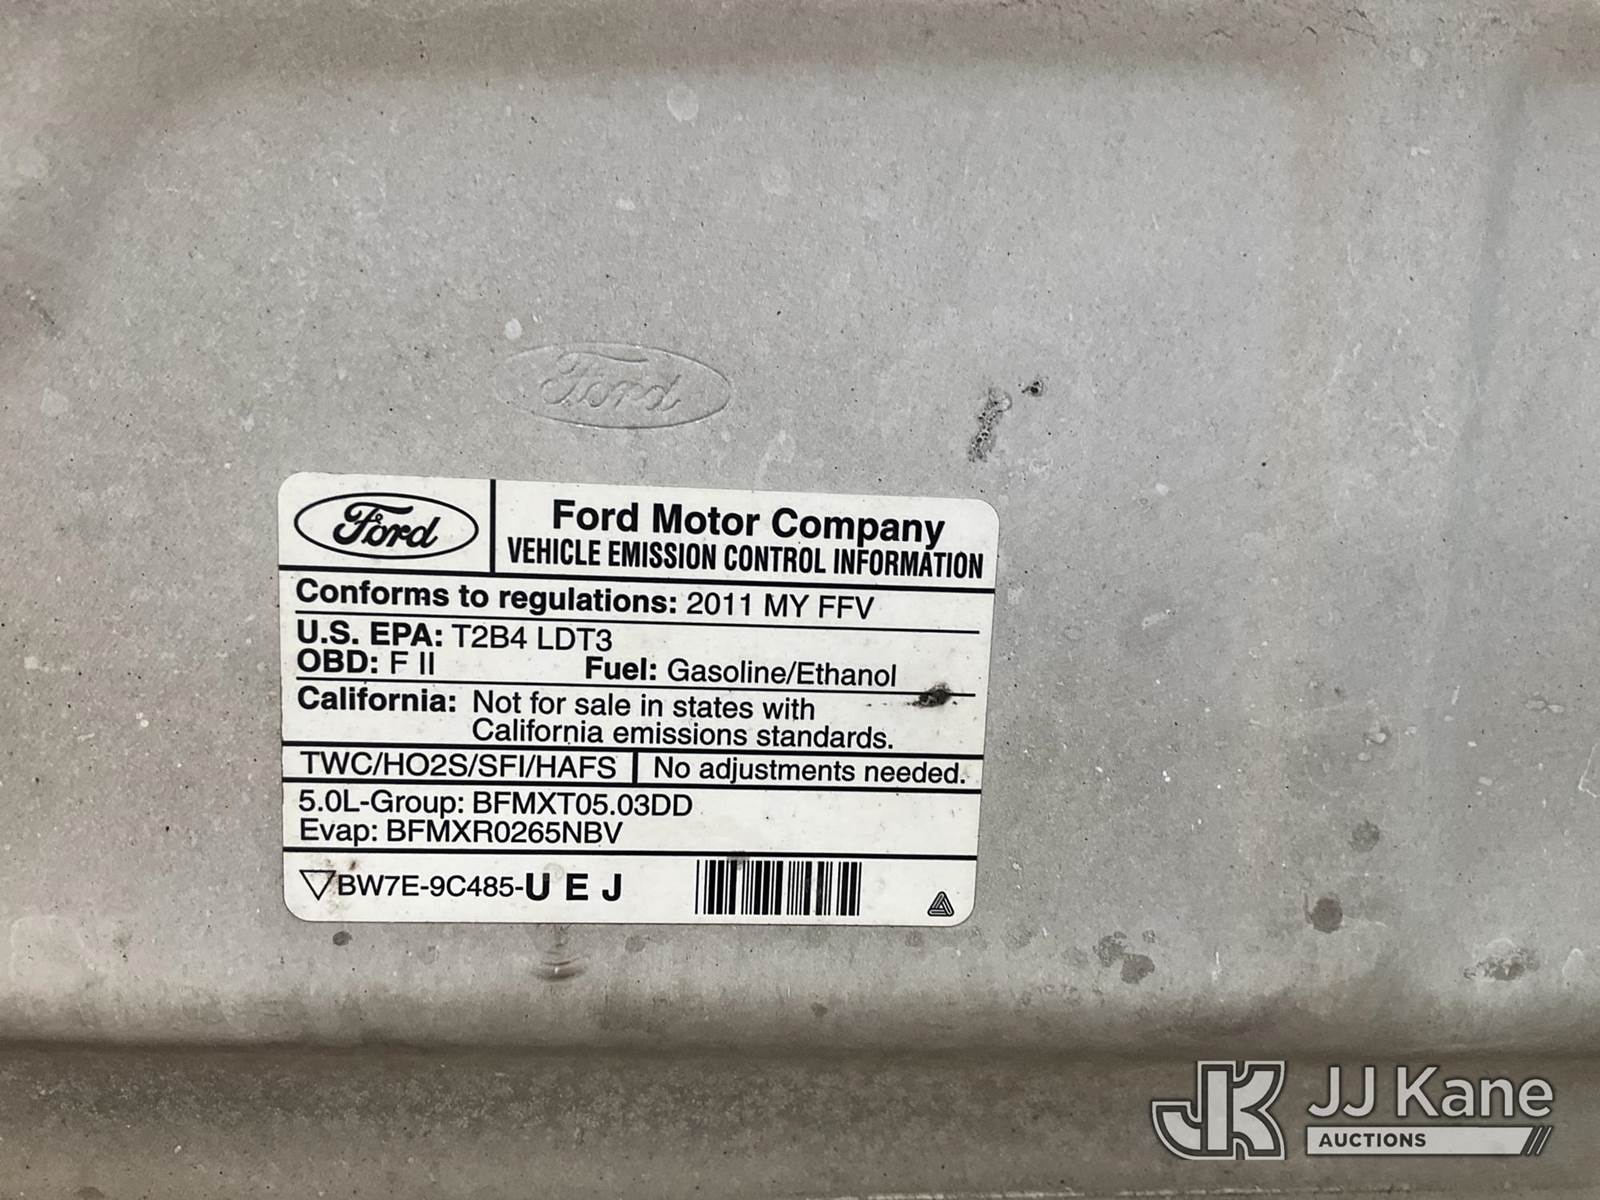 Ford
Ford
Ford Motor Company
VEHICLE EMISSION CONTROL INFORMATION
Conforms to regulations: 2011 MY FFV
U.S. EPA: T2B4 LDT3
OBD: F II Fuel: Gasoline/Ethanol
California: Not for sale in states with
California emissions standards.
TWC/HO2S/SFI/HAFS No adjustments needed.
5.0L-Group: BFMXT05.03DD
Evap: BFMXR0265NBV
BW7E-9C485-U E J
JK JJ Kane
AUCTIONS